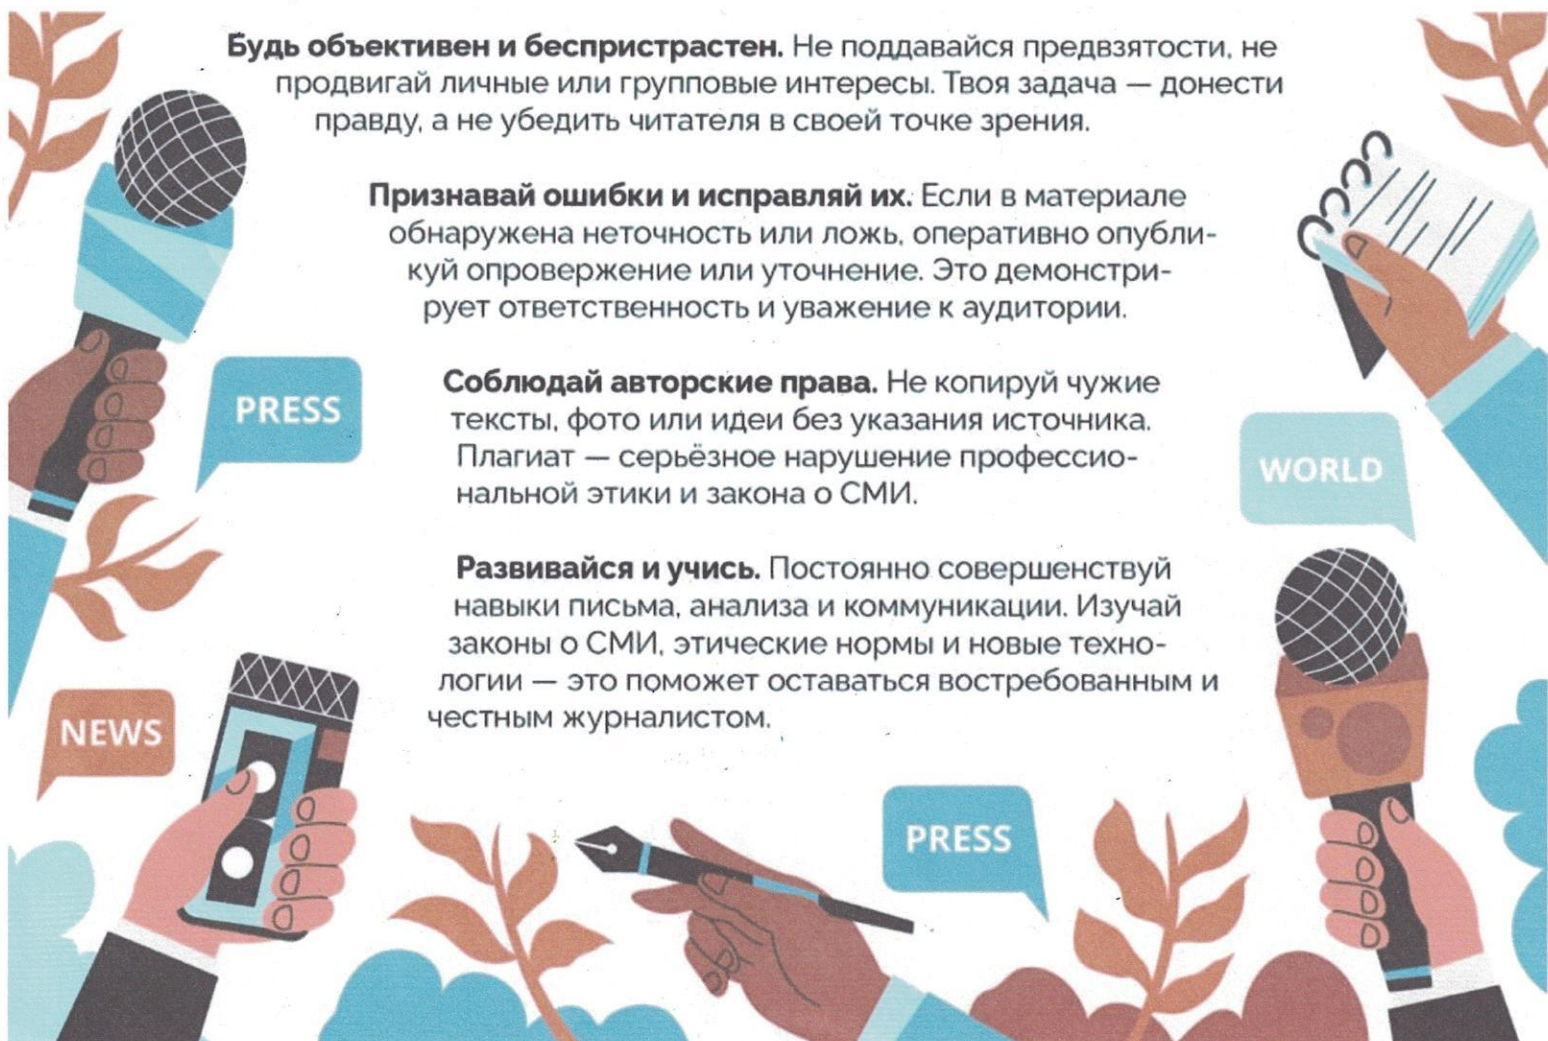 Будь объективен и беспристрастен. Не поддавайся предвзятости, не
продвигай личные или групповые интересы. Твоя задача — донести
правду, а не убедить читателя в своей точке зрения.
Признавай ошибки и исправляй их. Если в материале
обнаружена неточность или ложь, оперативно опубли-
куй опровержение или уточнение. Это демонстри-
рует ответственность и уважение к аудитории.
Соблюдай авторские права. Не копируй чужие
тексты, фото или идеи без указания источника.
Плагиат — серьёзное нарушение профессио-
нальной этики и закона о СМИ.
Развивайся и учись. Постоянно совершенствуй
навыки письма, анализа и коммуникации. Изучай
законы о СМИ, этические нормы и новые техно-
логии — это поможет оставаться востребованным и
честным журналистом.
PRESS
WORLD
NEWS
PRESS